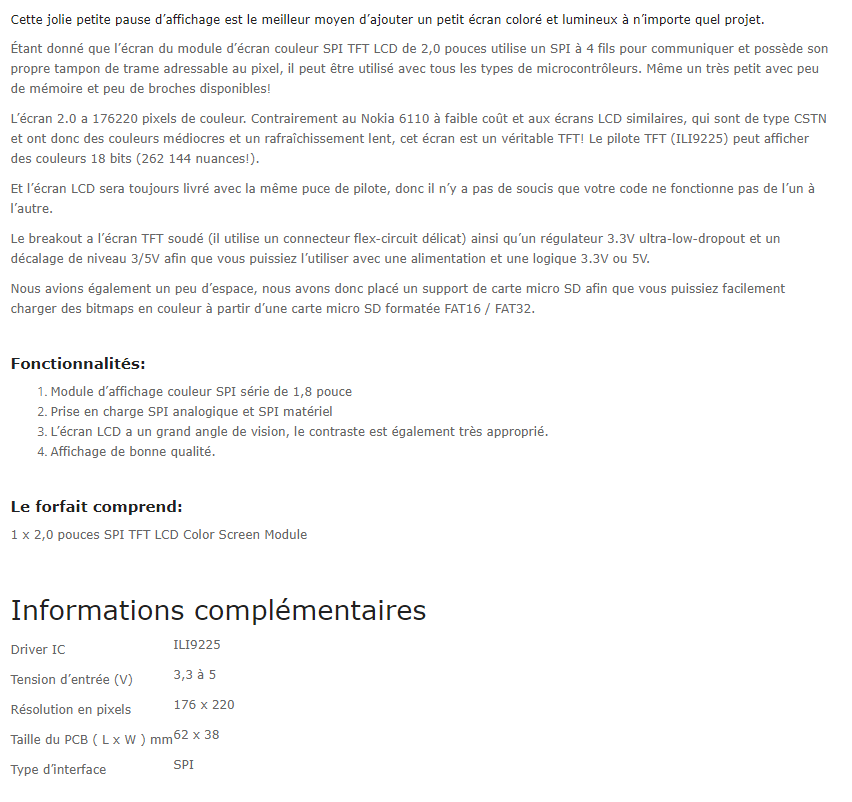 Cette jolie petite pause d’affichage est le meilleur moyen d’ajouter un petit écran coloré et lumineux à n’importe quel projet.
Étant donné que l’écran du module d’écran couleur SPI TFT LCD de 2,0 pouces utilise un SPI à 4 fils pour communiquer et possède son
propre tampon de trame adressable au pixel, il peut être utilisé avec tous les types de microcontrôleurs. Même un très petit avec peu
de mémoire et peu de broches disponibles!
L’écran 2.0 a 176220 pixels de couleur. Contrairement au Nokia 6110 à faible coût et aux écrans LCD similaires, qui sont de type CSTN
et ont donc des couleurs médiocres et un rafraîchissement lent, cet écran est un véritable TFT! Le pilote TFT (ILI9225) peut afficher
des couleurs 18 bits (262 144 nuances!).
Et l’écran LCD sera toujours livré avec la même puce de pilote, donc il n’y a pas de soucis que votre code ne fonctionne pas de l’un à
l’autre.
Le breakout a l’écran TFT soudé (il utilise un connecteur flex-circuit délicat) ainsi qu’un régulateur 3.3V ultra-low-dropout et un
décalage de niveau 3/5V afin que vous puissiez l’utiliser avec une alimentation et une logique 3.3V ou 5V.
Nous avions également un peu d’espace, nous avons donc placé un support de carte micro SD afin que vous puissiez facilement
charger des bitmaps en couleur à partir d’une carte micro SD formatée FAT16 / FAT32.
Fonctionnalités:
1. Module d’affichage couleur SPI série de 1,8 pouce
2. Prise en charge SPI analogique et SPI matériel
3. L’écran LCD a un grand angle de vision, le contraste est également très approprié.
4. Affichage de bonne qualité.
Le forfait comprend:
1 x 2,0 pouces SPI TFT LCD Color Screen Module
Informations complémentaires
Driver IC ILI9225
Tension d’entrée (V) 3,3 à 5
Résolution en pixels 176 x 220
Taille du PCB ( L x W ) mm 62 x 38
Type d’interface SPI